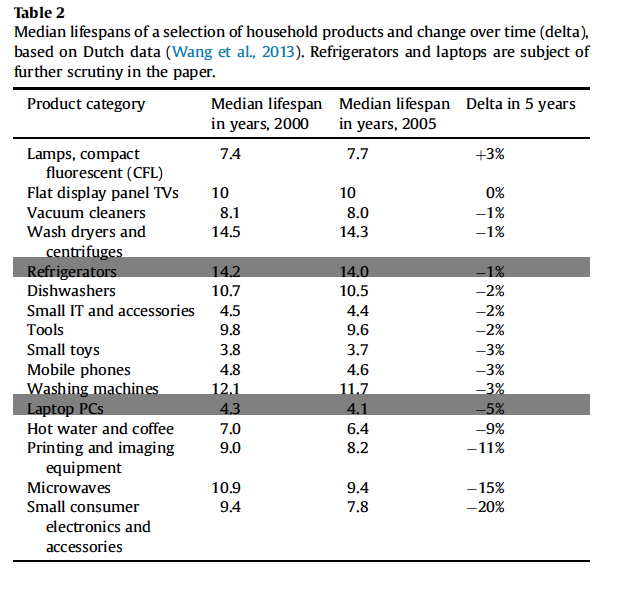 Table 2
Median lifespans of a selection of household products and change over time (delta),
based on Dutch data (Wang et al., 2013). Refrigerators and laptops are subject of
further scrutiny in the paper.
Product category Median lifespan Median lifespan Delta in 5 years
in years, 2000 in years, 2005
Lamps, compact 7.4 7.7 +3%
fluorescent (CFL)
Flat display panel TVs 10 10 0%
Vacuum cleaners 8.1 8.0 −1%
Wash dryers and 14.5 14.3 −1%
centrifuges
Refrigerators 14.2 14.0 −1%
Dishwashers 10.7 10.5 −2%
Small IT and accessories 4.5 4.4 −2%
Tools 9.8 9.6 −2%
Small toys 3.8 3.7 −3%
Mobile phones 4.8 4.6 −3%
Washing machines 12.1 11.7 −3%
Laptop PCs 4.3 4.1 −5%
Hot water and coffee 7.0 6.4 −9%
Printing and imaging 9.0 8.2 −11%
equipment
Microwaves 10.9 9.4 −15%
Small consumer 9.4 7.8 −20%
electronics and
accessories